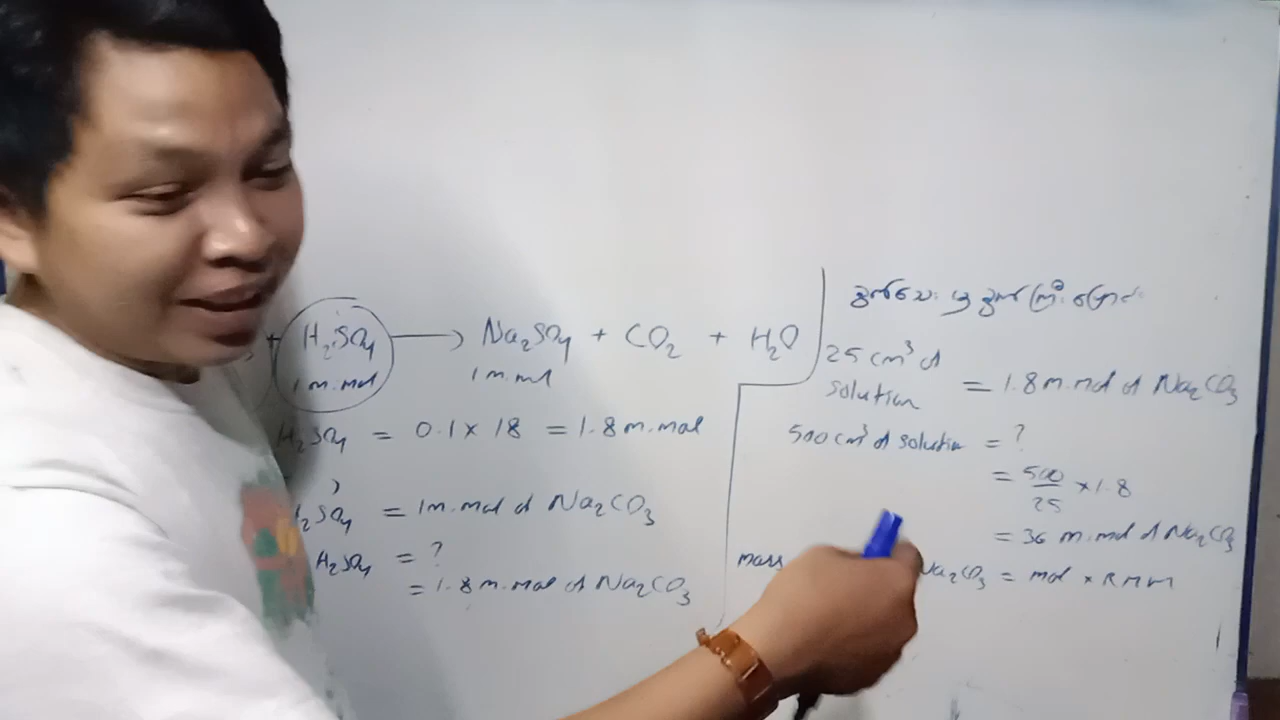 + H₂SO₄ ⟶ Na₂SO₄ + CO₂ + H₂O
1 m.mol 1 m.mol
H₂SO₄ = 0.1 × 18 = 1.8 m.mol
H₂SO₄ = 1 m.mol of Na₂CO₃
H₂SO₄ = ?
= 1.8 m.mol of Na₂CO₃
25 cm³ of
solution = 1.8 m.mol of Na₂CO₃
500 cm³ of solution = ?
= 500/25 × 1.8
= 36 m.mol of Na₂CO₃
mass Na₂CO₃ = mol × RMM